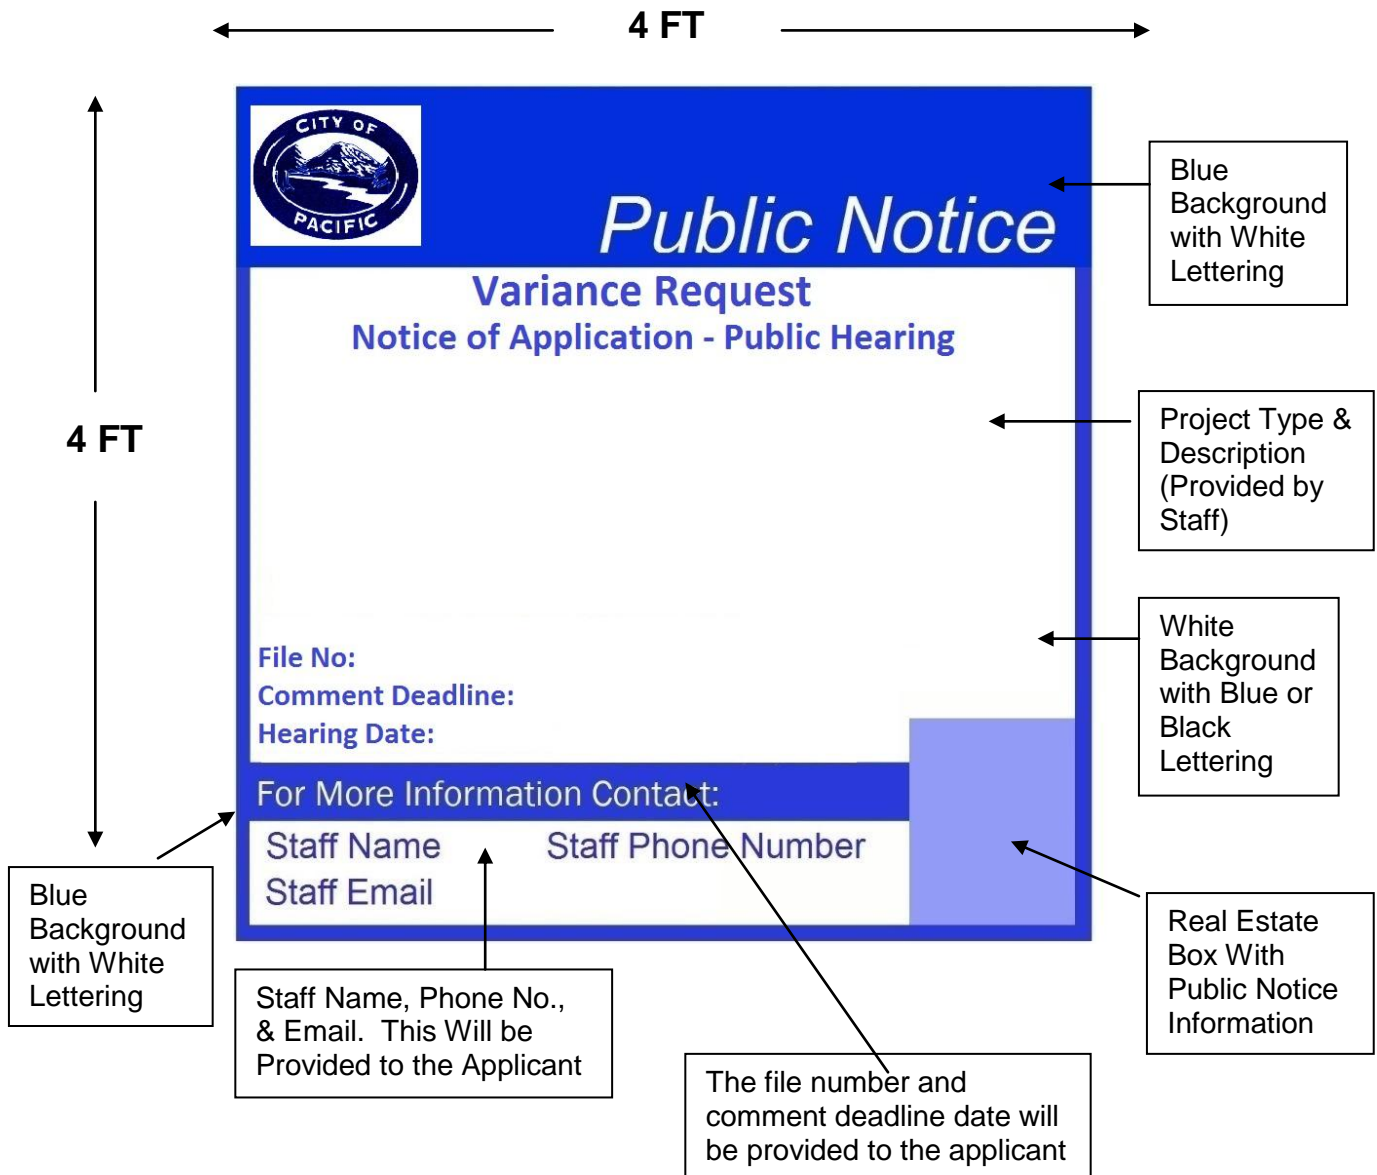 4 FT
4 FT
CITY OF
PACIFIC
Public Notice
Variance Request
Notice of Application - Public Hearing
File No:
Comment Deadline:
Hearing Date:
For More Information Contact:
Staff Name
Staff Phone Number
Staff Email
Blue
Background
with White
Lettering
Project Type &
Description
(Provided by
Staff)
White
Background
with Blue or
Black
Lettering
Real Estate
Box With
Public Notice
Information
Blue
Background
with White
Lettering
Staff Name, Phone No.,
& Email.  This Will be
Provided to the Applicant
The file number and
comment deadline date will
be provided to the applicant